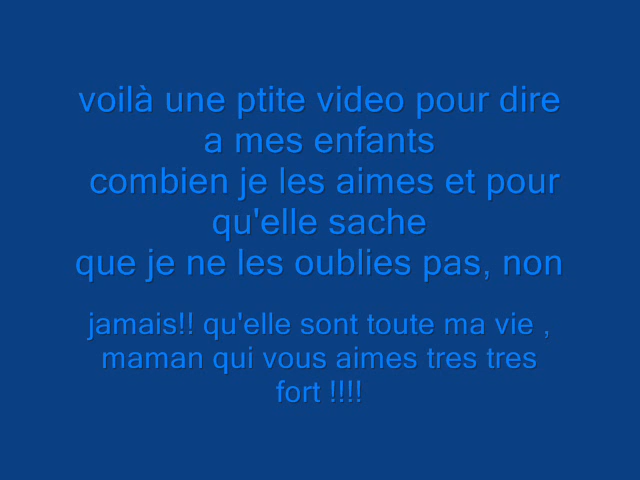 voilà une ptite video pour dire
a mes enfants
combien je les aimes et pour
qu'elle sache
que je ne les oublies pas, non
jamais!! qu'elle sont toute ma vie ,
maman qui vous aimes tres tres
fort !!!!